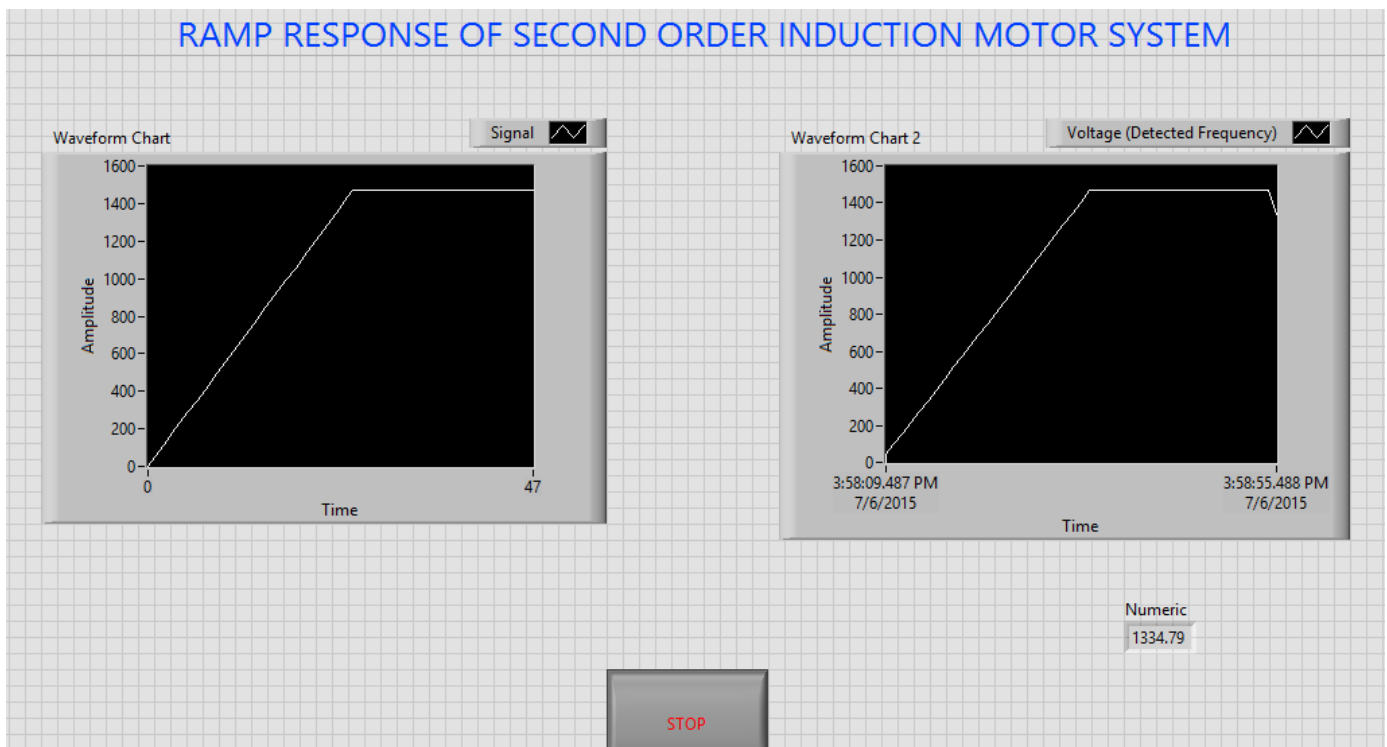 RAMP RESPONSE OF SECOND ORDER INDUCTION MOTOR SYSTEM
Waveform Chart
Signal
1600
1400
1200
1000
800
600
400
200
0
Amplitude
0
47
Time
Waveform Chart 2
Voltage (Detected Frequency)
1600
1400
1200
1000
800
600
400
200
0
Amplitude
3:58:09.487 PM
7/6/2015
3:58:55.488 PM
7/6/2015
Time
Numeric
1334.79
STOP